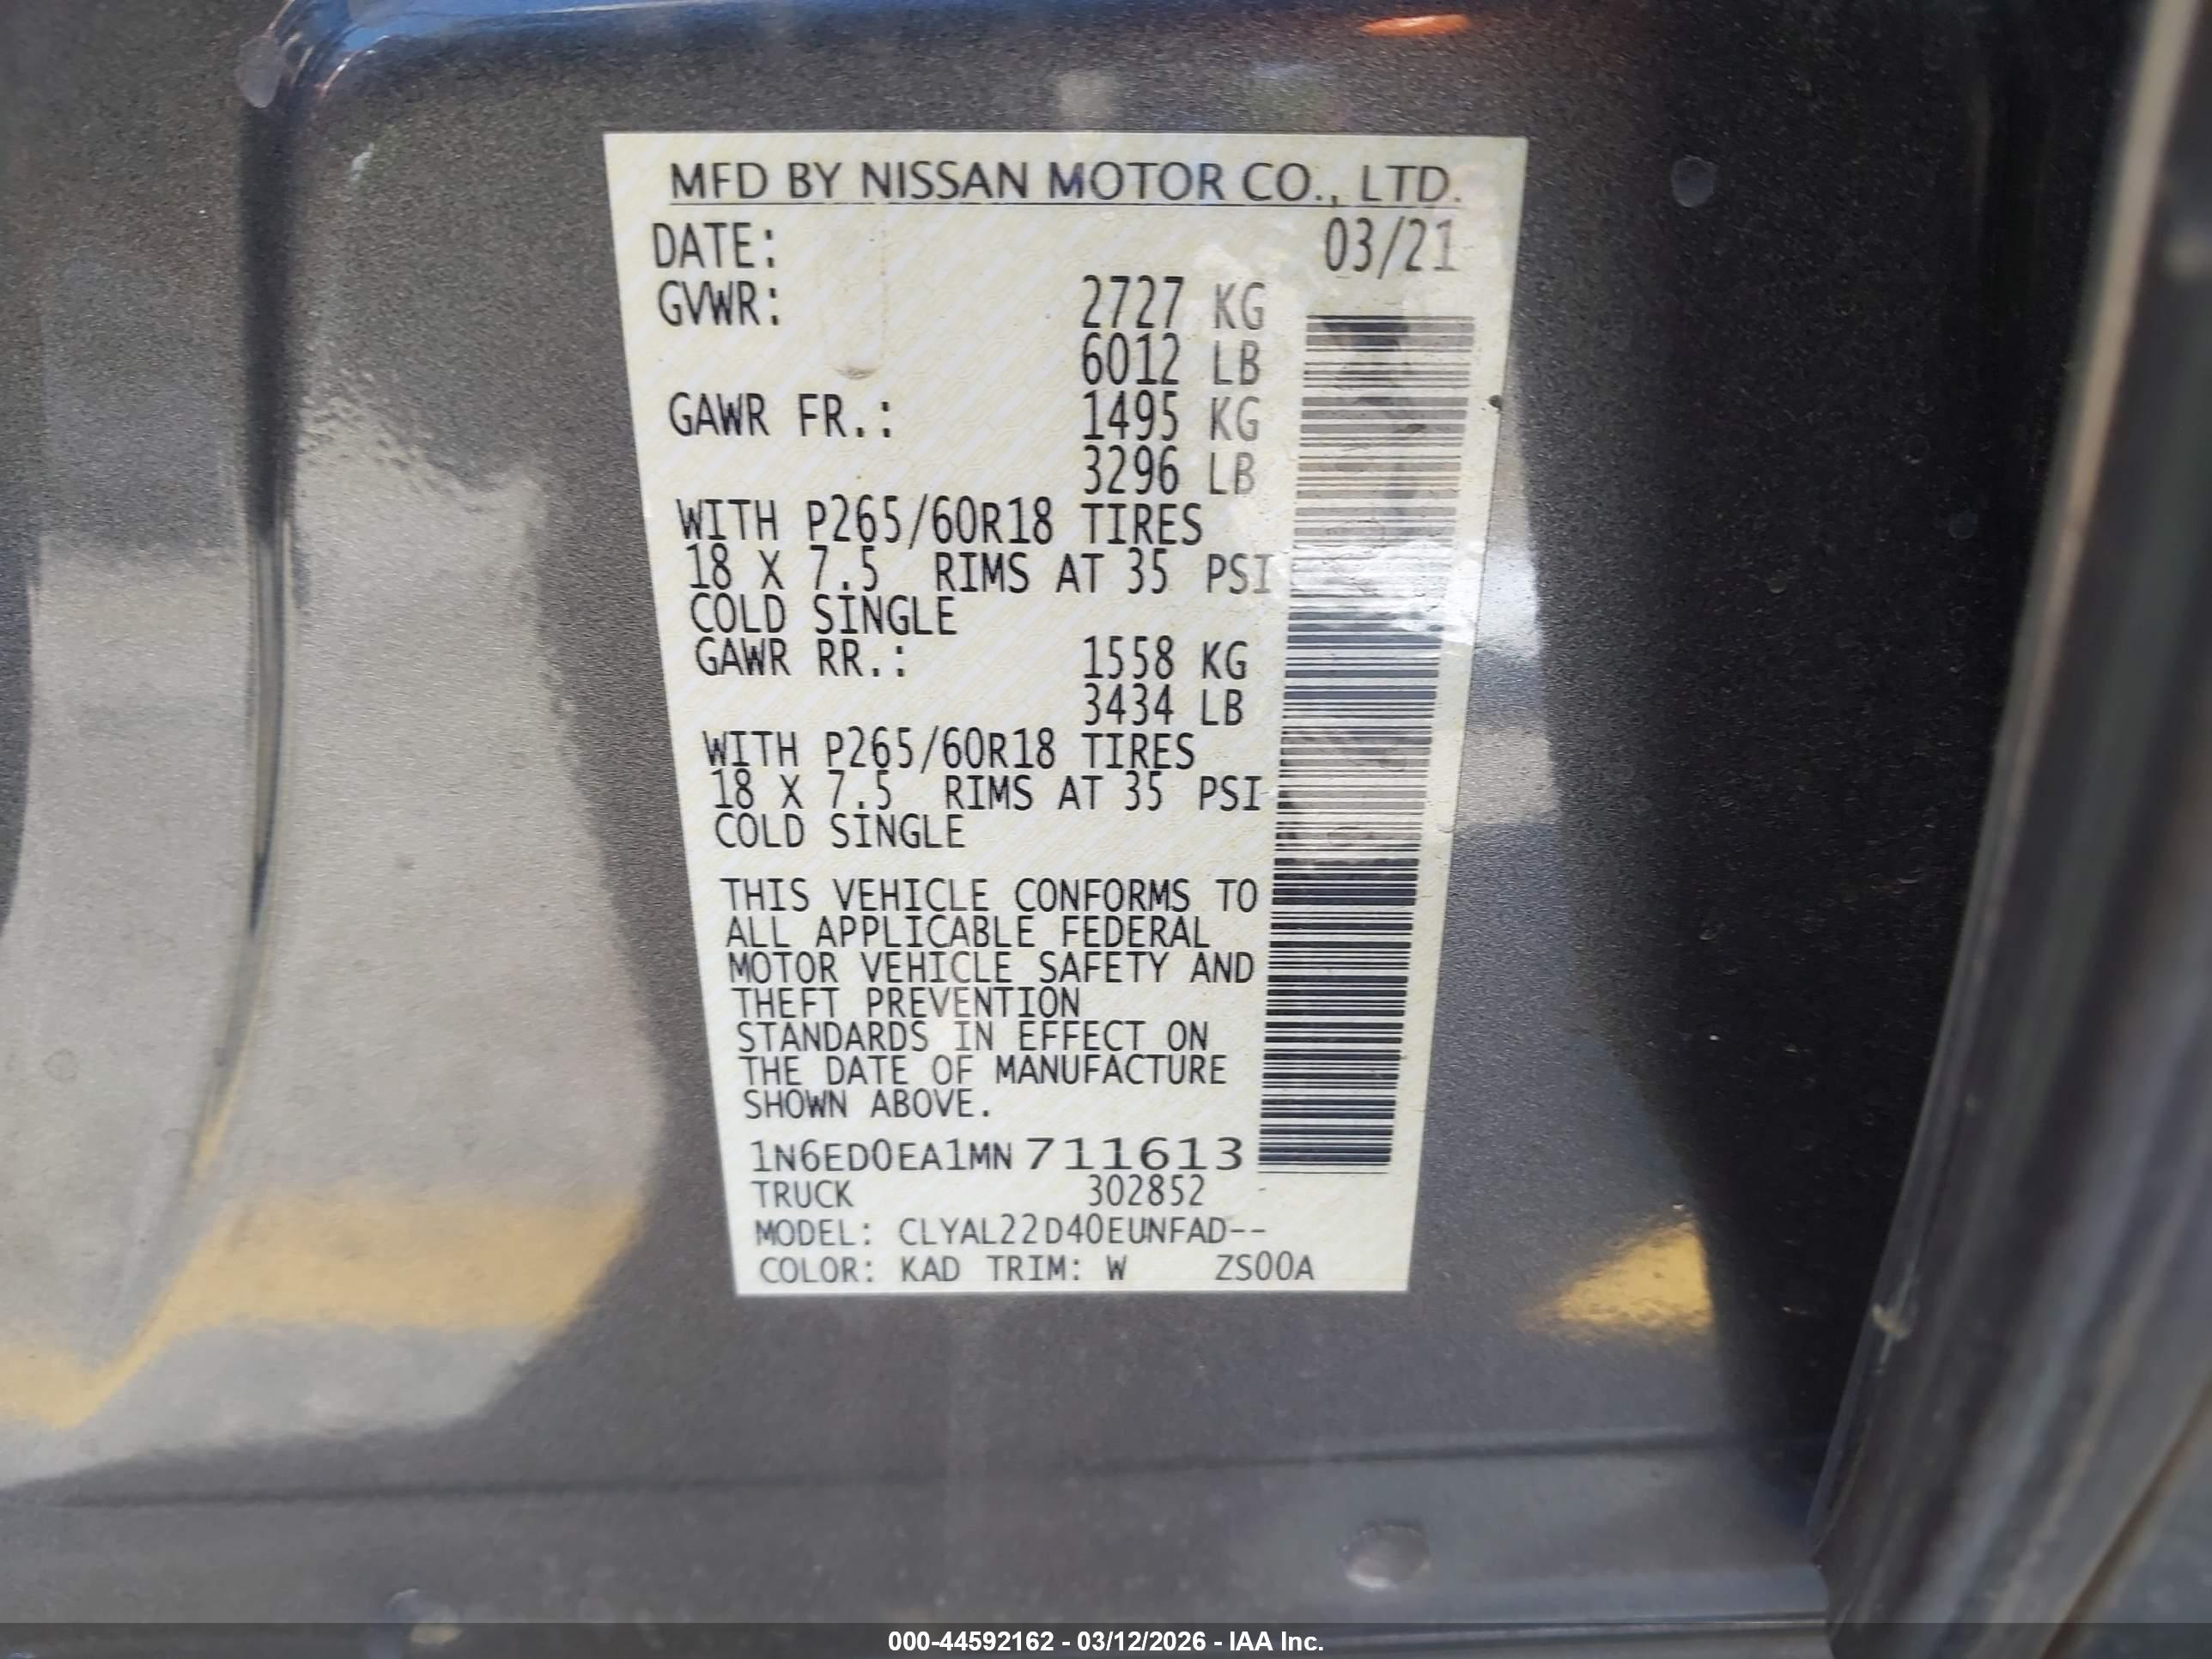 MFD BY NISSAN MOTOR CO., LTD.
DATE: 03/21
GVWR: 2727 KG
6012 LB
GAWR FR.: 1495 KG
3296 LB
WITH P265/60R18 TIRES
18 X 7.5 RIMS AT 35 PSI
COLD SINGLE
GAWR RR.: 1558 KG
3434 LB
WITH P265/60R18 TIRES
18 X 7.5 RIMS AT 35 PSI
COLD SINGLE
THIS VEHICLE CONFORMS TO
ALL APPLICABLE FEDERAL
MOTOR VEHICLE SAFETY AND
THEFT PREVENTION
STANDARDS IN EFFECT ON
THE DATE OF MANUFACTURE
SHOWN ABOVE.
1N6ED0EA1MN711613
TRUCK 302852 -
MODEL: CLYAL22D40EUNFAD--
COLOR: KAD TRIM: W ZS00A
000-44592162 - 03/12/2026 - IAA Inc.